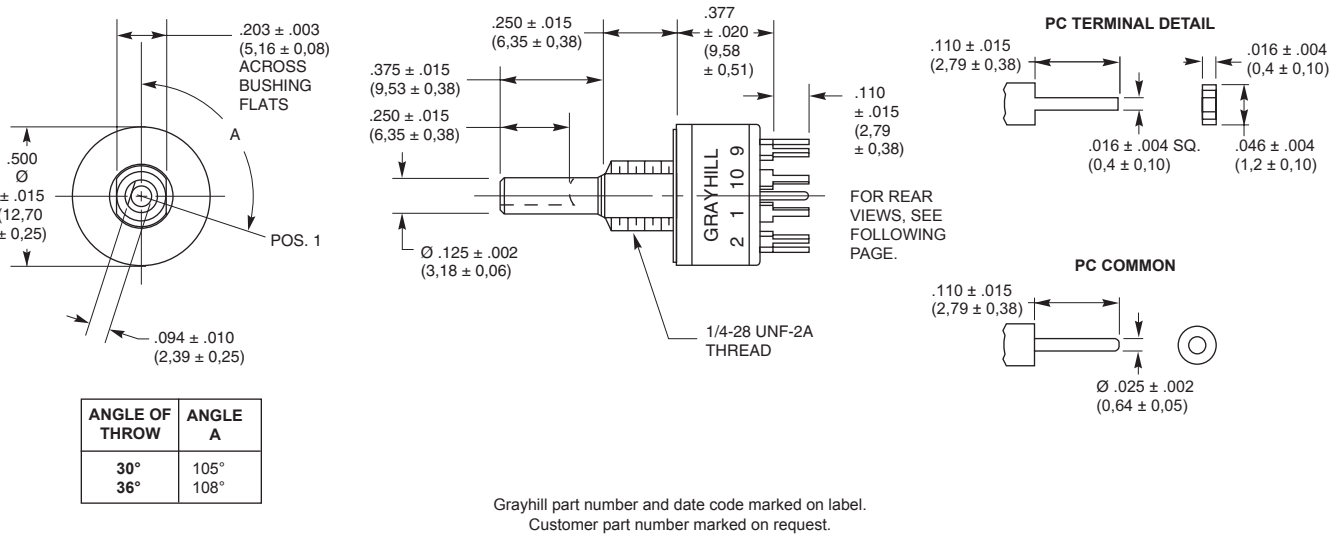 .203 ± .003
(5,16 ± 0,08)
ACROSS
BUSHING
FLATS
A
.500
Ø
± .015
(12,70
± 0,25)
POS. 1
.094 ± .010
(2,39 ± 0,25)
ANGLE OF THROW
ANGLE A
30°
105°
36°
108°
.250 ± .015
(6,35 ± 0,38)
.377
± .020
(9,58
± 0,51)
.375 ± .015
(9,53 ± 0,38)
.250 ± .015
(6,35 ± 0,38)
.110
± .015
(2,79
± 0,38)
GRAYHILL
2 1 10 9
Ø .125 ± .002
(3,18 ± 0,06)
FOR REAR
VIEWS, SEE
FOLLOWING
PAGE.
1/4-28 UNF-2A
THREAD
PC TERMINAL DETAIL
.110 ± .015
(2,79 ± 0,38)
.016 ± .004
(0,4 ± 0,10)
.016 ± .004 SQ.
(0,4 ± 0,10)
.046 ± .004
(1,2 ± 0,10)
PC COMMON
.110 ± .015
(2,79 ± 0,38)
Ø .025 ± .002
(0,64 ± 0,05)
Grayhill part number and date code marked on label.
Customer part number marked on request.